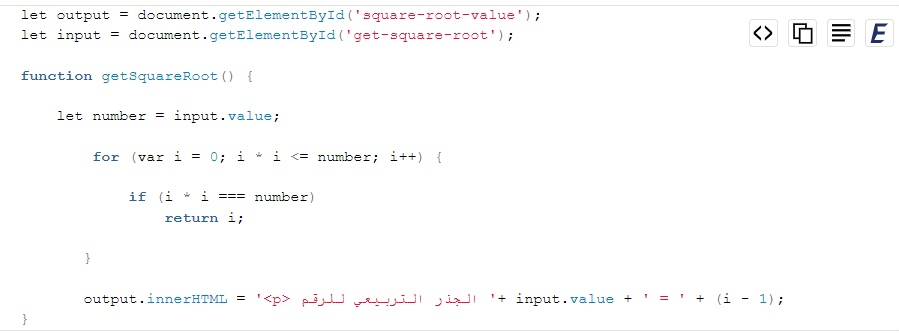 let output = document.getElementById('square-root-value');
let input = document.getElementById('get-square-root');
function getSquareRoot() {
let number = input.value;
for (var i = 0; i * i <= number; i++) {
if (i * i === number)
return i;
}
output.innerHTML = '<p> الجذر التربيعي للرقم '+ input.value + ' = ' + (i - 1);
}
E